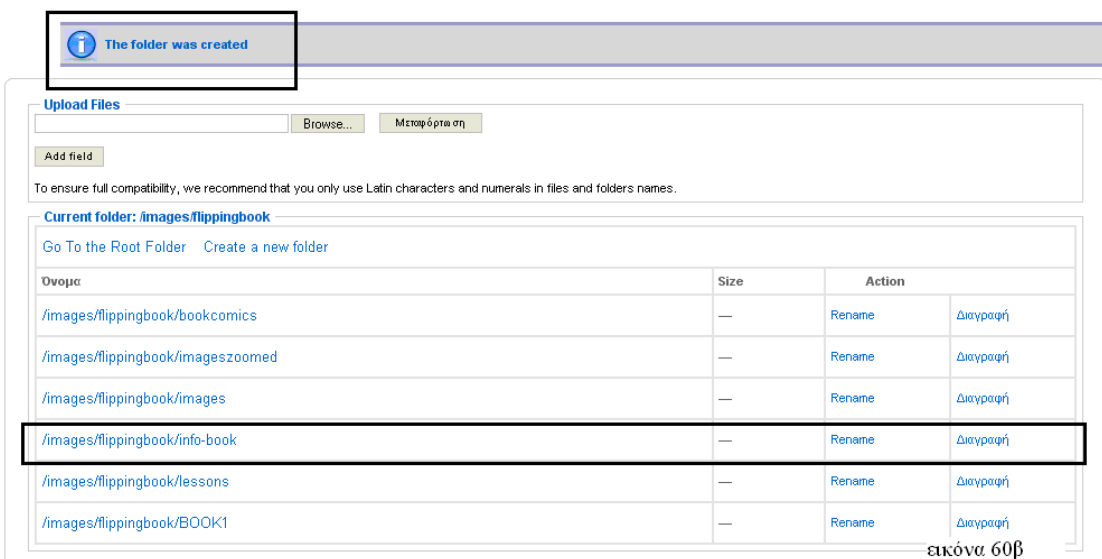 The folder was created
Upload Files
Browse... Μεταφόρτωση
Add field
To ensure full compatibility, we recommend that you only use Latin characters and numerals in files and folders names.
Current folder: /images/flippingbook
Go To the Root Folder Create a new folder
Όνομα Size Action
/images/flippingbook/bookcomics — Rename Διαγραφή
/images/flippingbook/imageszoomed — Rename Διαγραφή
/images/flippingbook/images — Rename Διαγραφή
/images/flippingbook/info-book — Rename Διαγραφή
/images/flippingbook/lessons — Rename Διαγραφή
/images/flippingbook/BOOK1 — Rename Διαγραφή
εικόνα 60β